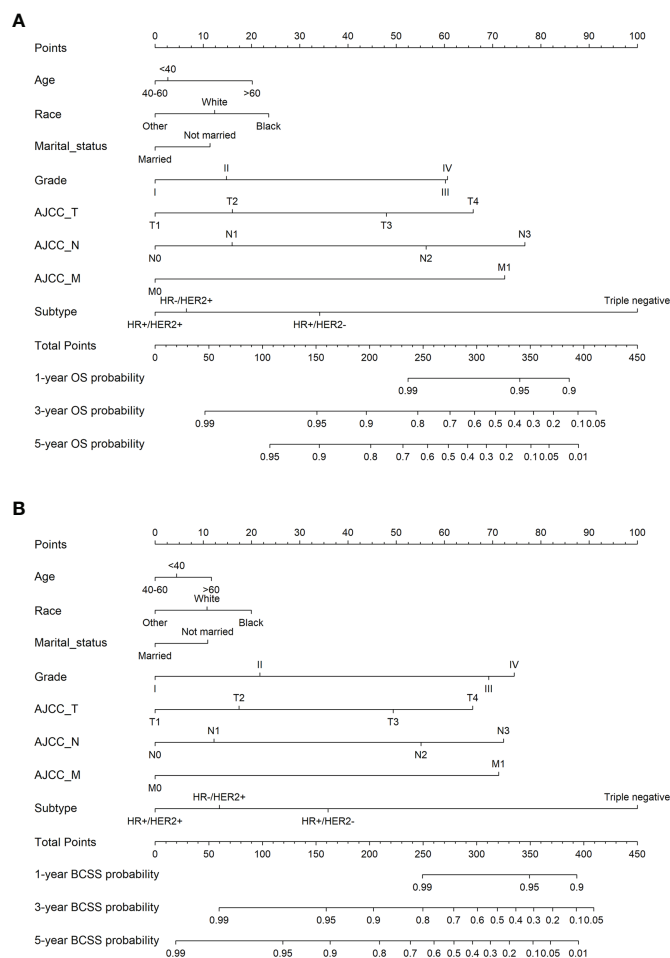 A
Points 0 10 20 30 40 50 60 70 80 90 100
<40
Age
40-60 >60
White
Race
Other Black
Not married
Marital_status
Married
II IV
Grade
I III
T2 T4
AJCC_T
T1 T3
N1 N3
AJCC_N
N0 N2
M1
AJCC_M
M0
HR-/HER2+ Triple negative
Subtype
HR+/HER2+ HR+/HER2-
Total Points
0 50 100 150 200 250 300 350 400 450
1-year OS probability
0.99 0.95 0.9
3-year OS probability
0.99 0.95 0.9 0.8 0.7 0.6 0.5 0.4 0.3 0.2 0.1 0.05
5-year OS probability
0.95 0.9 0.8 0.7 0.6 0.5 0.4 0.3 0.2 0.1 0.05 0.01
B
0 10 20 30 40 50 60 70 80 90 100
Points
<40
Age
40-60 >60
White
Race
Other Black
Not married
Marital_status
Married
II IV
Grade
I III
T2 T4
AJCC_T
T1 T3
N1 N3
AJCC_N
N0 N2
M1
AJCC_M
M0
HR-/HER2+ Triple negative
Subtype
HR+/HER2+ HR+/HER2-
Total Points
0 50 100 150 200 250 300 350 400 450
1-year BCSS probability
0.99 0.95 0.9
3-year BCSS probability
0.99 0.95 0.9 0.8 0.7 0.6 0.5 0.4 0.3 0.2 0.1 0.05
5-year BCSS probability
0.99 0.95 0.9 0.8 0.7 0.6 0.5 0.4 0.3 0.2 0.1 0.05 0.01